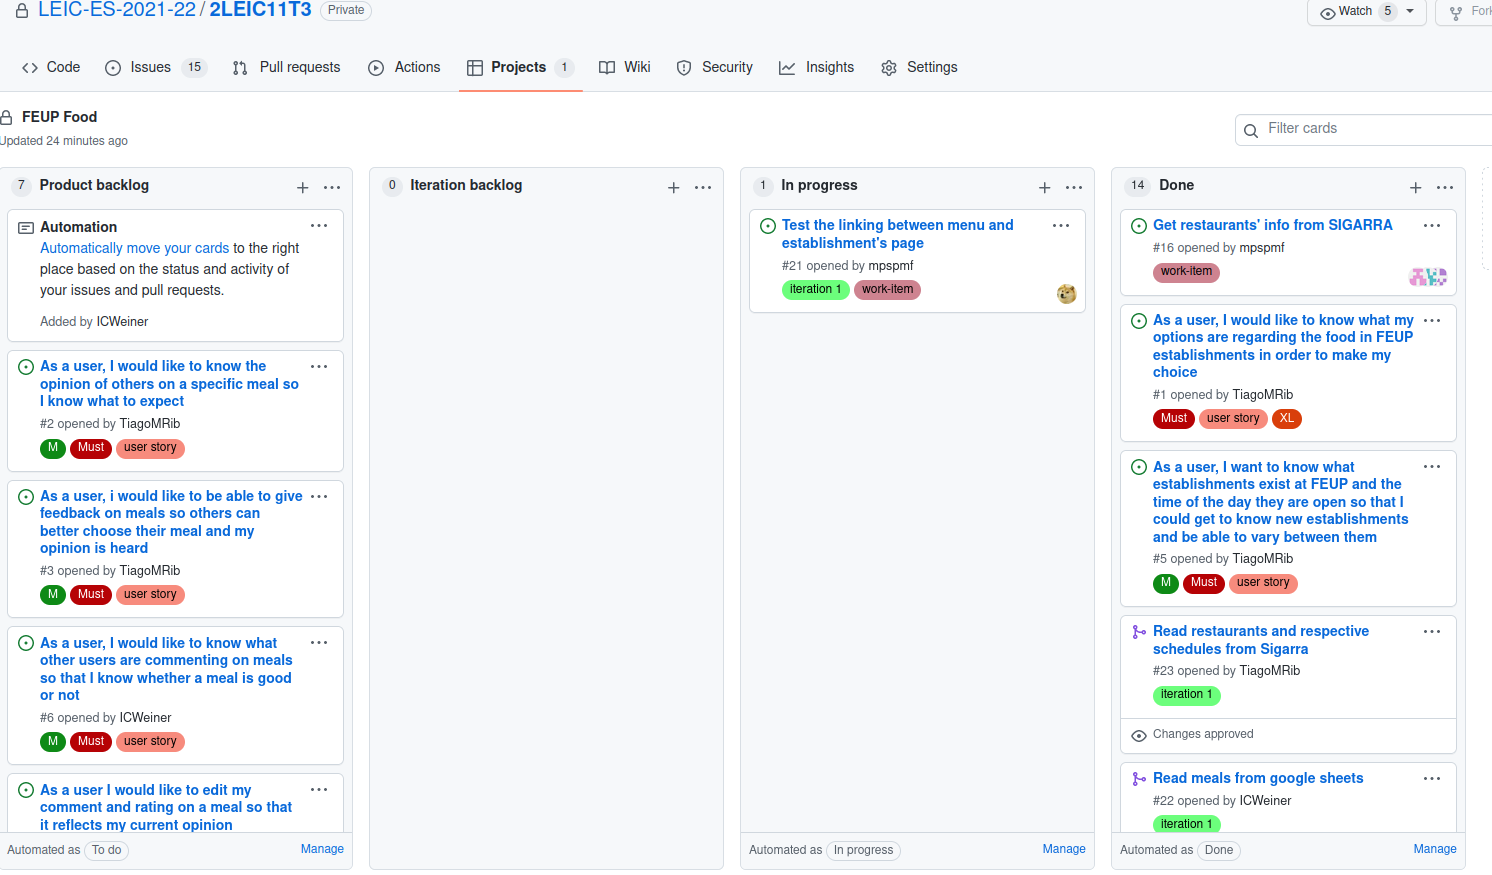 LEIC-ES-2021-22 / 2LEIC11T3 Private
Watch 5
Code
Issues 15
Pull requests
Actions
Projects 1
Wiki
Security
Insights
Settings
FEUP Food
Updated 24 minutes ago
Filter cards
7 Product backlog
Automation
Automatically move your cards to the right
place based on the status and activity of
your issues and pull requests.
Added by ICWeiner
As a user, I would like to know the
opinion of others on a specific meal so
I know what to expect
#2 opened by TiagoMRib
M Must user story
As a user, i would like to be able to give
feedback on meals so others can
better choose their meal and my
opinion is heard
#3 opened by TiagoMRib
M Must user story
As a user, I would like to know what
other users are commenting on meals
so that I know whether a meal is good
or not
#6 opened by ICWeiner
M Must user story
As a user I would like to edit my
comment and rating on a meal so that
it reflects my current opinion
Automated as To do Manage
0 Iteration backlog
1 In progress
Test the linking between menu and
establishment's page
#21 opened by mpspmf
iteration 1 work-item
Automated as In progress Manage
14 Done
Get restaurants' info from SIGARRA
#16 opened by mpspmf
work-item
As a user, I would like to know what my
options are regarding the food in FEUP
establishments in order to make my
choice
#1 opened by TiagoMRib
Must user story XL
As a user, I want to know what
establishments exist at FEUP and the
time of the day they are open so that I
could get to know new establishments
and be able to vary between them
#5 opened by TiagoMRib
M Must user story
Read restaurants and respective
schedules from Sigarra
#23 opened by TiagoMRib
iteration 1
Changes approved
Read meals from google sheets
#22 opened by ICWeiner
iteration 1
Automated as Done Manage